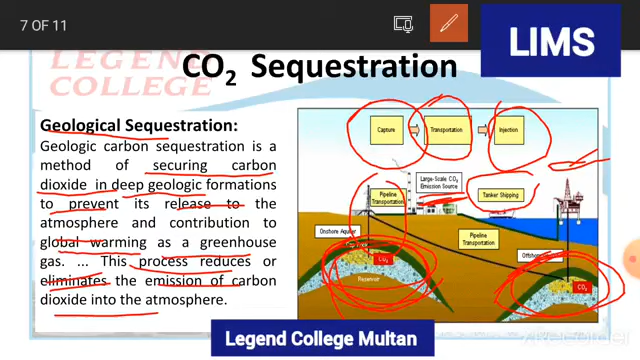 7 OF 11
LIMS
LEGEND
COLLEGE
CO₂ Sequestration
Geological Sequestration:
Geologic carbon sequestration is a
method of securing carbon
dioxide in deep geologic formations
to prevent its release to the
atmosphere and contribution to
global warming as a greenhouse
gas. ... This process reduces or
eliminates the emission of carbon
dioxide into the atmosphere.
Capture
Transportation
Injection
Large-Scale CO₂
Emission Source
Pipeline
Transportation
Tanker Shipping
Onshore Aquifer
Cap Rock
Pipeline
Transportation
Offshore
CO₂
Reservoir
CO₂
Legend College Multan